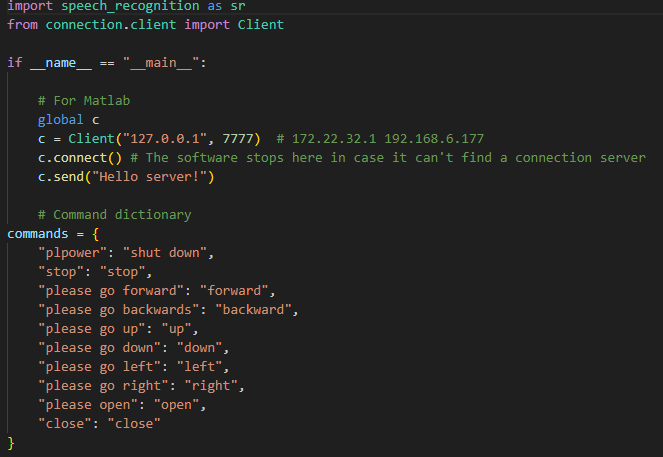 import speech_recognition as sr
from connection.client import Client
if __name__ == "__main__":
# For Matlab
global c
c = Client("127.0.0.1", 7777)  # 172.22.32.1 192.168.6.177
c.connect() # The software stops here in case it can't find a connection server
c.send("Hello server!")
# Command dictionary
commands = {
"plpower": "shut down",
"stop": "stop",
"please go forward": "forward",
"please go backwards": "backward",
"please go up": "up",
"please go down": "down",
"please go left": "left",
"please go right": "right",
"please open": "open",
"close": "close"
}